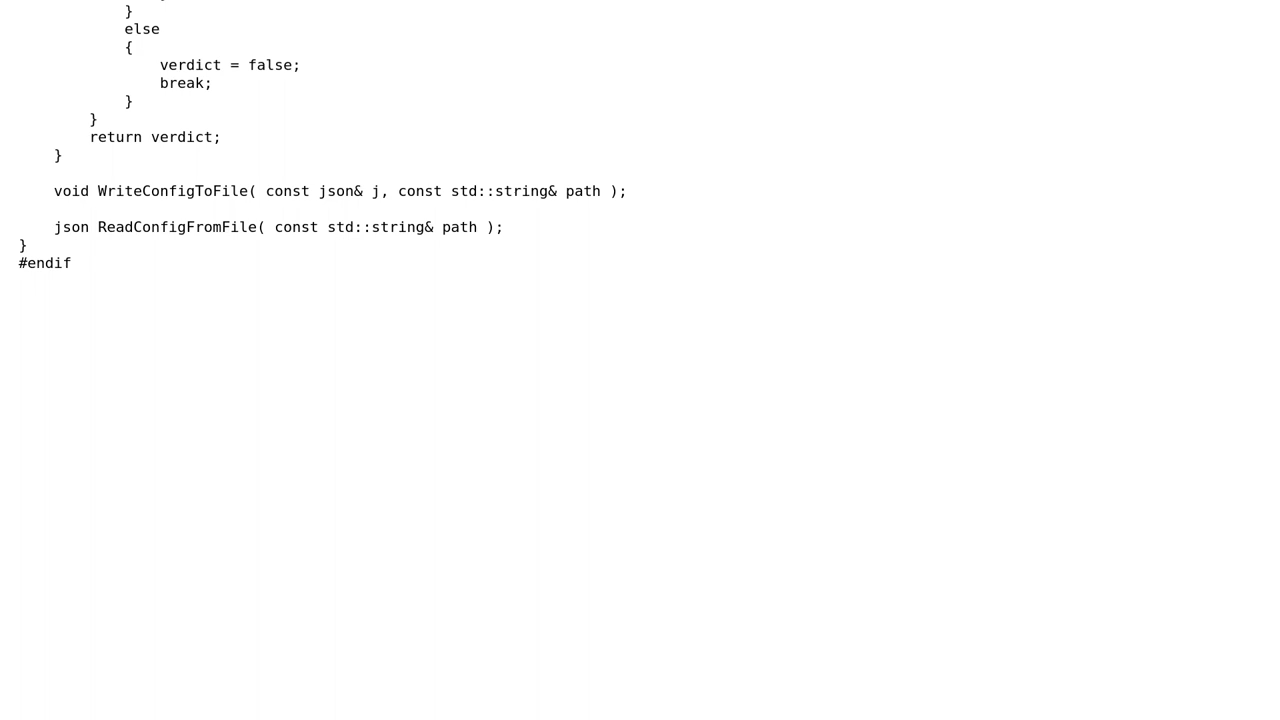 }
            else
            {
                verdict = false;
                break;
            }
        }
        return verdict;
    }

    void WriteConfigToFile( const json& j, const std::string& path );

    json ReadConfigFromFile( const std::string& path );
}
#endif